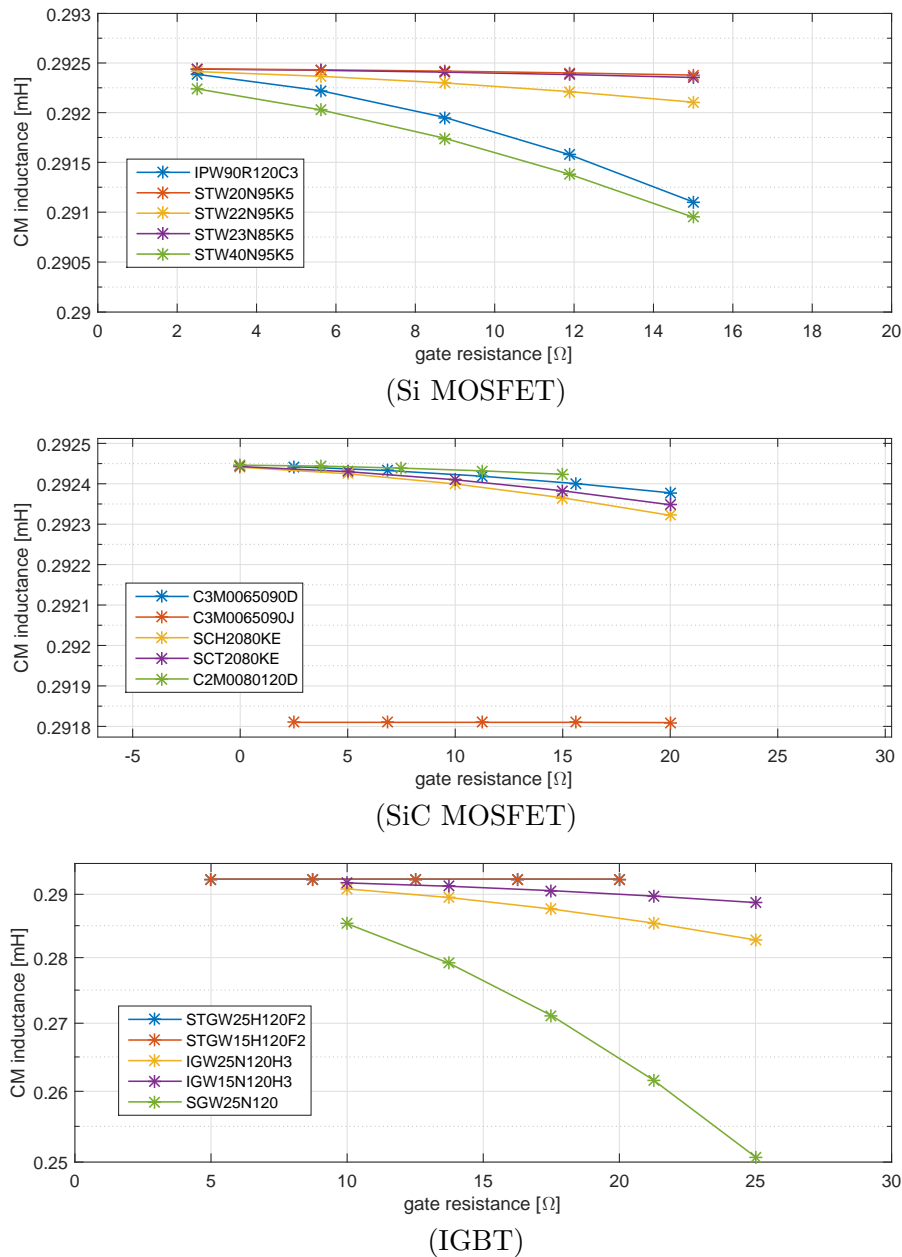 0.293
0.2925
0.292
0.2915
0.291
0.2905
0.29
CM inductance [mH]
IPW90R120C3
STW20N95K5
STW22N95K5
STW23N85K5
STW40N95K5
0 2 4 6 8 10 12 14 16 18 20
gate resistance [Ω]
(Si MOSFET)
0.2925
0.2924
0.2923
0.2922
0.2921
0.292
0.2919
0.2918
CM inductance [mH]
C3M0065090D
C3M0065090J
SCH2080KE
SCT2080KE
C2M0080120D
-5 0 5 10 15 20 25 30
gate resistance [Ω]
(SiC MOSFET)
0.29
0.28
0.27
0.26
0.25
CM inductance [mH]
STGW25H120F2
STGW15H120F2
IGW25N120H3
IGW15N120H3
SGW25N120
0 5 10 15 20 25 30
gate resistance [Ω]
(IGBT)